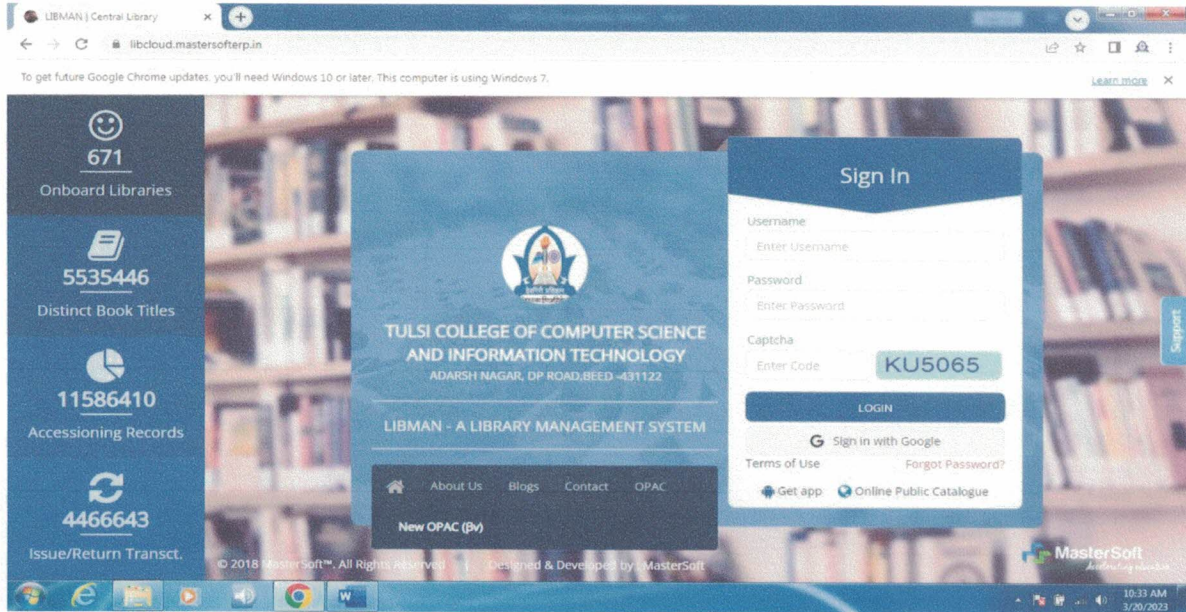 LIBMAN | Central Library
libcloud.mastersofterp.in
To get future Google Chrome updates, you'll need Windows 10 or later. This computer is using Windows 7.
Learn more
671
Onboard Libraries
5535446
Distinct Book Titles
11586410
Accessioning Records
4466643
Issue/Return Transct.
TULSI COLLEGE OF COMPUTER SCIENCE
AND INFORMATION TECHNOLOGY
ADARSH NAGAR, DP ROAD,BEED -431122
LIBMAN - A LIBRARY MANAGEMENT SYSTEM
About Us Blogs Contact OPAC
New OPAC (βv)
Sign In
Username
Enter Username
Password
Enter Password
Captcha
Enter Code KU5065
LOGIN
G Sign in with Google
Terms of Use Forgot Password?
Get app Online Public Catalogue
Support
© 2018 MasterSoft™. All Rights Reserved | Designed & Developed by : MasterSoft
MasterSoft
Accelerating education
W
10:33 AM
3/20/2023